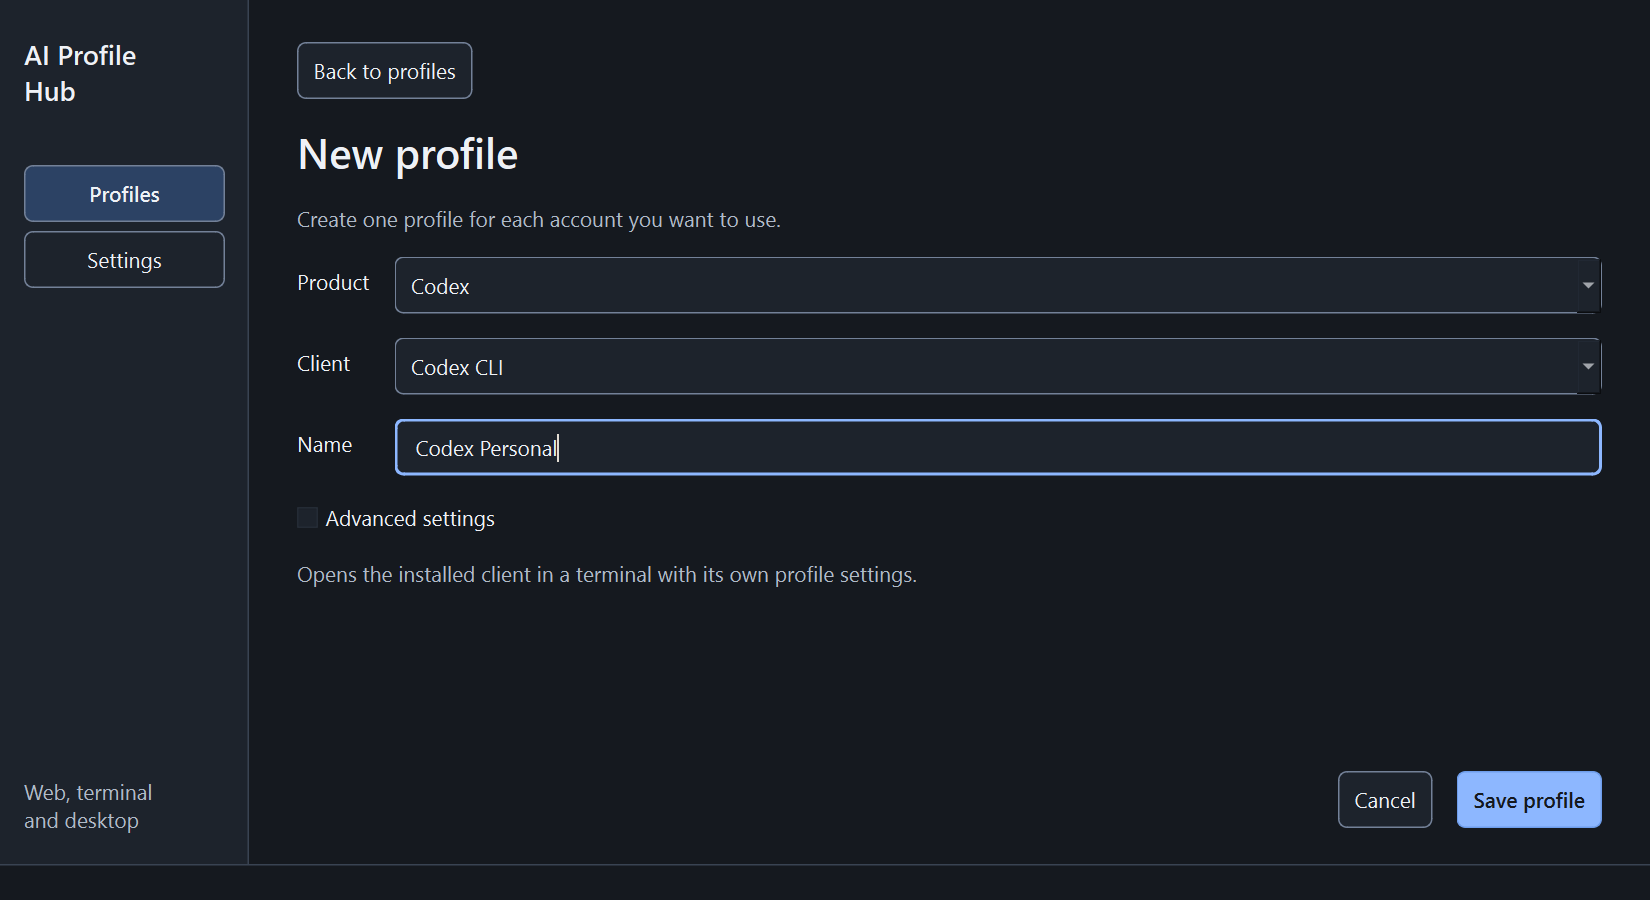 AI Profile
Hub
Profiles
Settings
Web, terminal
and desktop
Back to profiles
New profile
Create one profile for each account you want to use.
Product
Codex
Client
Codex CLI
Name
Codex Personal
Advanced settings
Opens the installed client in a terminal with its own profile settings.
Cancel
Save profile